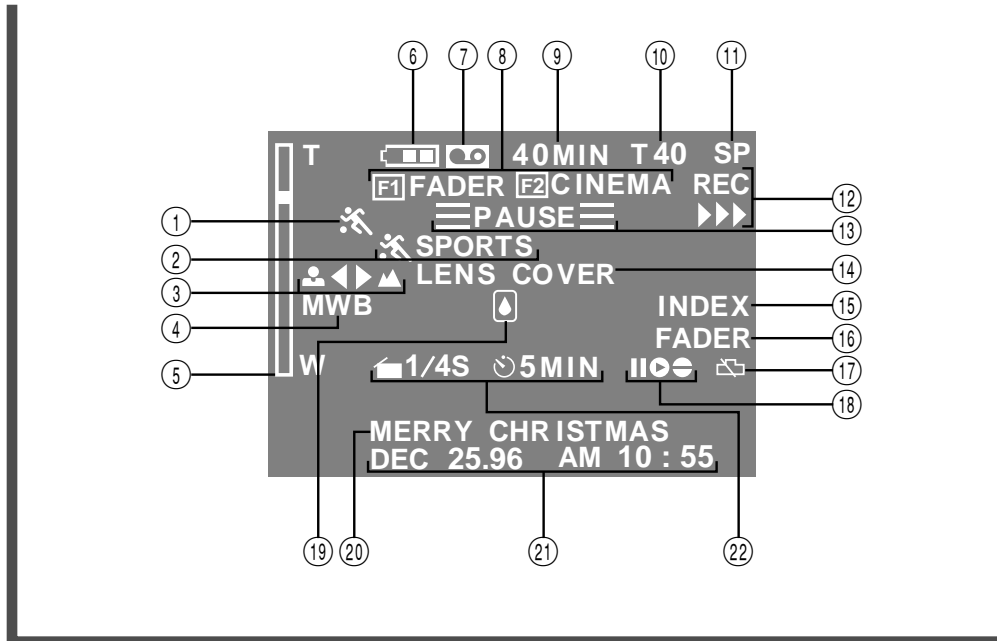 6 7 8 9 10 11
T 40MIN T40 SP
F1 FADER F2 CINEMA REC
12
PAUSE
13
1
SPORTS
2
LENS COVER
14
3
MWB
4
INDEX
15
FADER
16
W
5
1/4S 5MIN
17
18
MERRY CHRISTMAS
DEC 25.96 AM 10:55
19 20 21 22